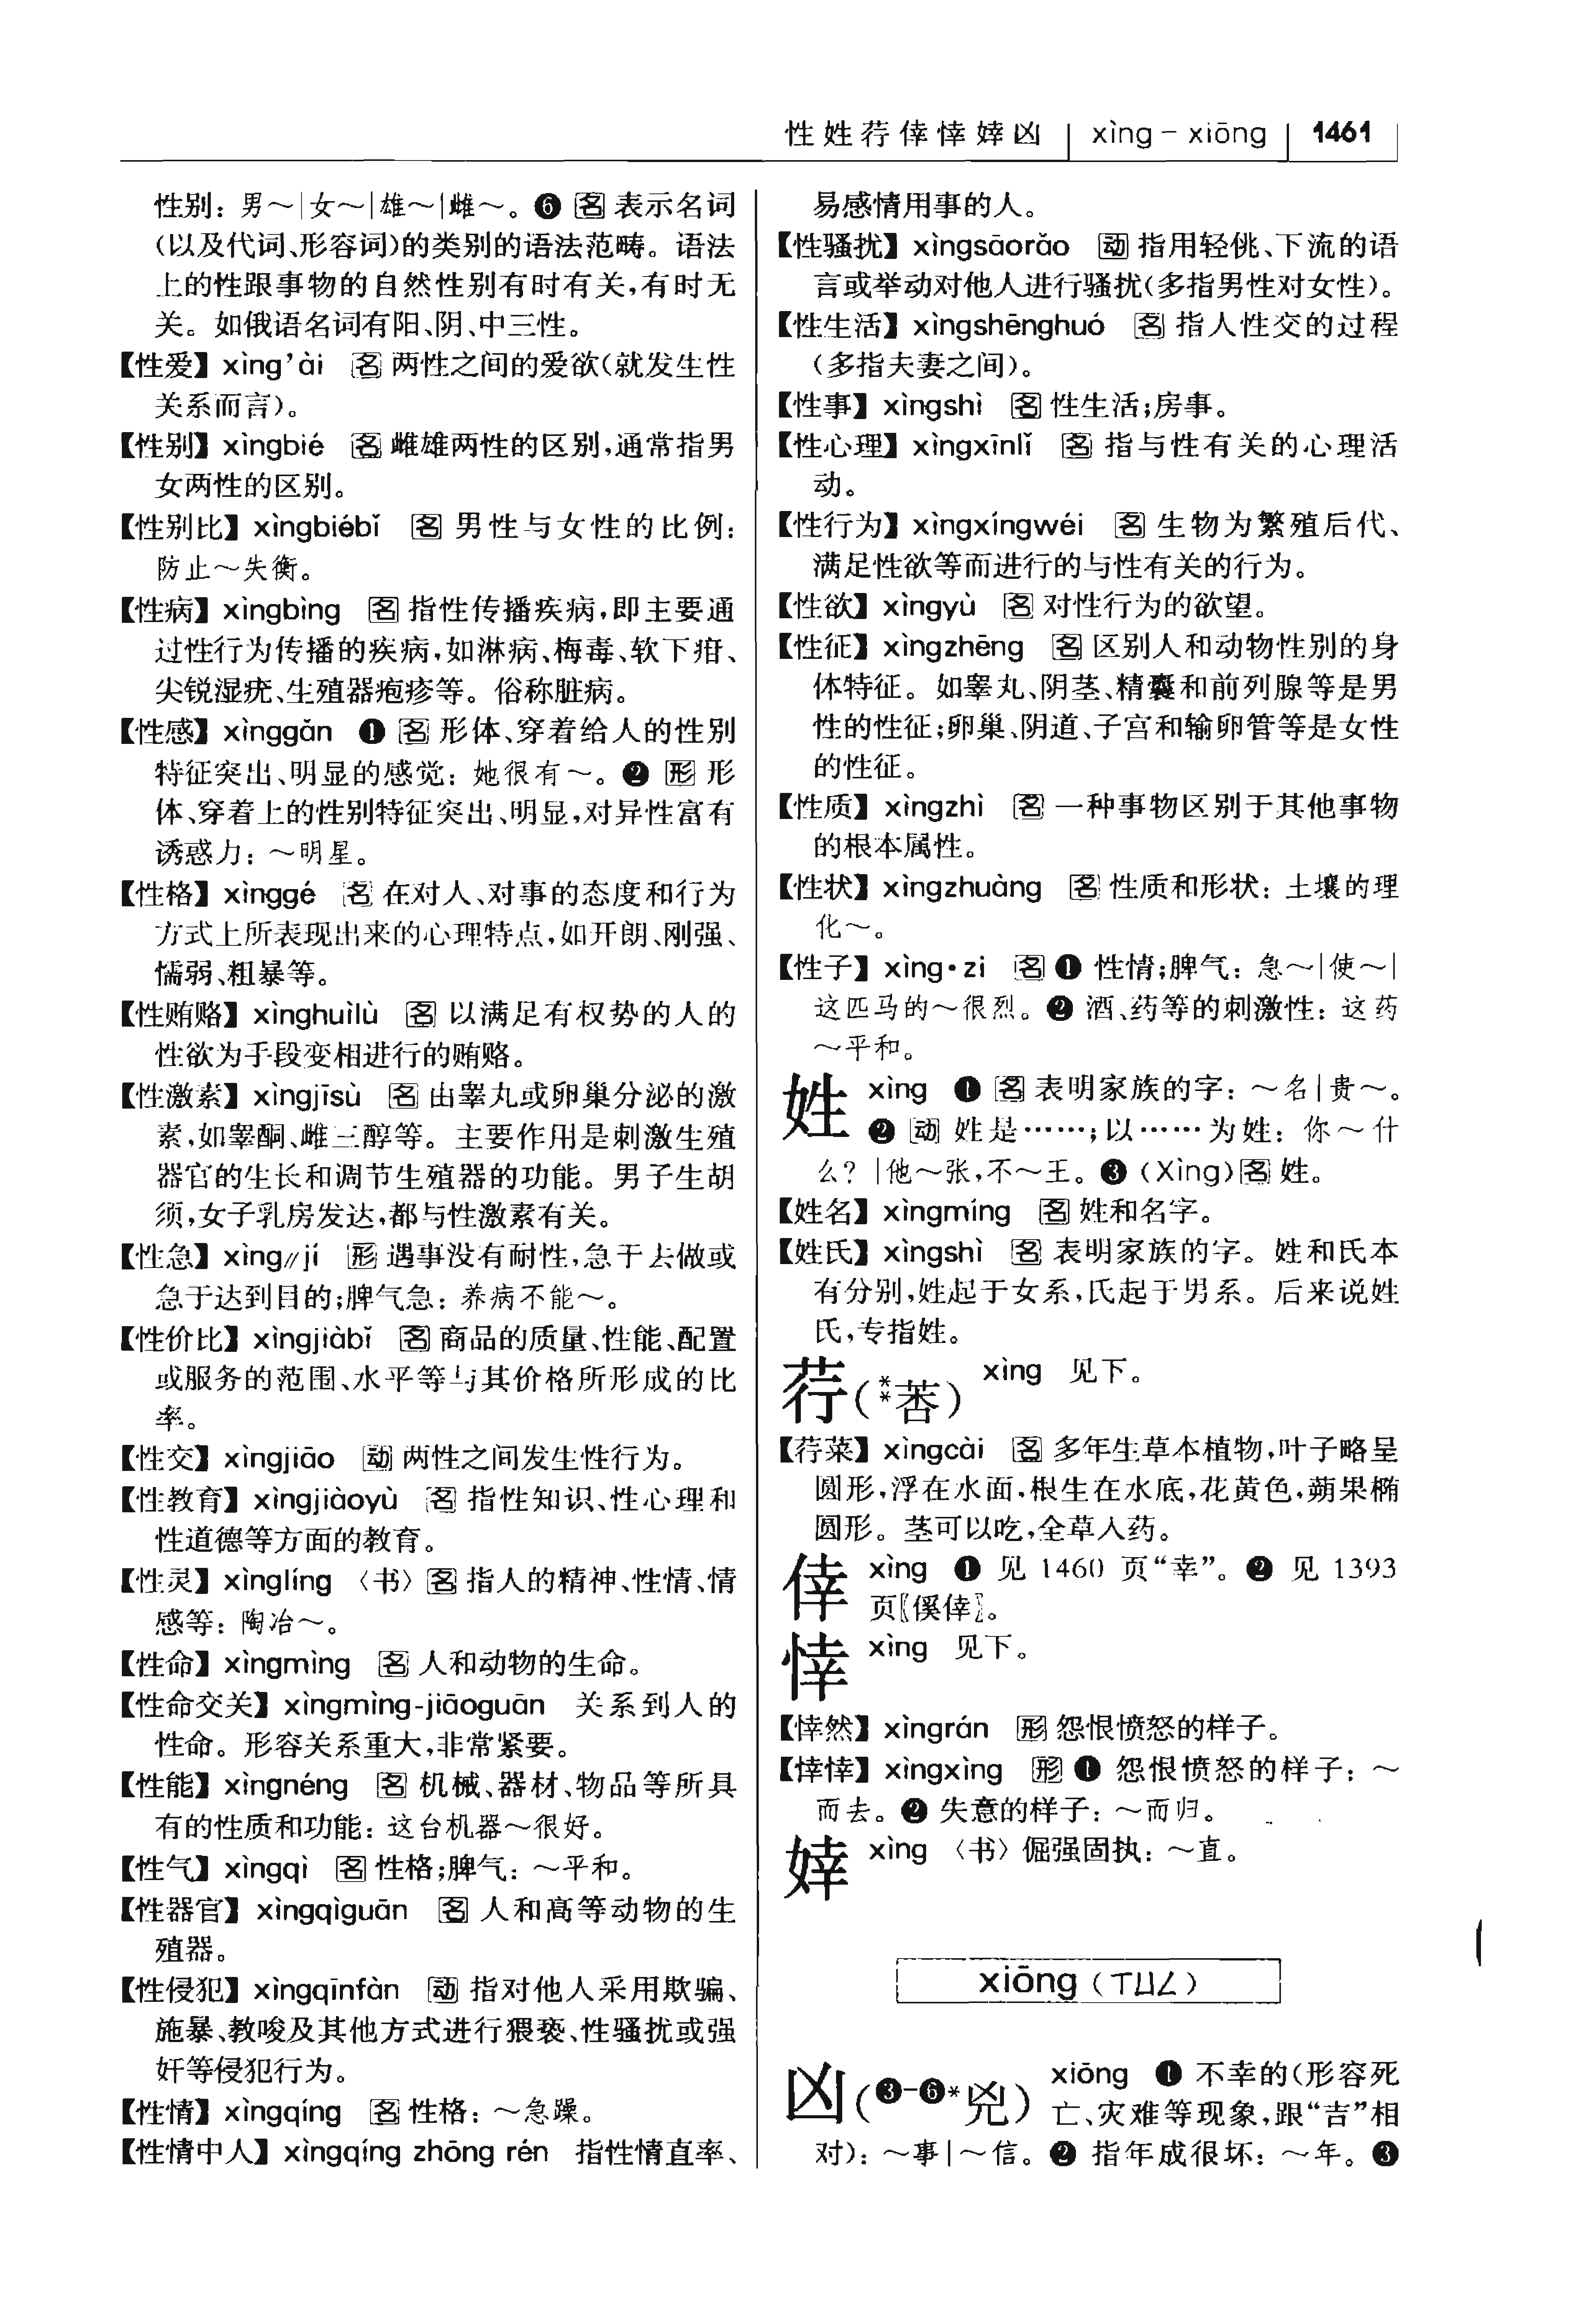 性姓荇倖悻婞凶 xìng－xiōng 1461
性别：男～|女～|雄～|雌～。❻ 名 表示名词
（以及代词、形容词）的类别的语法范畴。语法
上的性跟事物的自然性别有时有关，有时无
关。如俄语名词有阳、阴、中三性。
【性爱】xìng’ài 名 两性之间的爱欲（就发生性
关系而言）。
【性别】xìngbié 名 雌雄两性的区别，通常指男
女两性的区别。
【性别比】xìngbiébǐ 名 男性与女性的比例：
防止～失衡。
【性病】xìngbìng 名 指性传播疾病，即主要通
过性行为传播的疾病，如淋病、梅毒、软下疳、
尖锐湿疣、生殖器疱疹等。俗称脏病。
【性感】xìnggǎn ❶ 名 形体、穿着给人的性别
特征突出、明显的感觉：她很有～。❷ 形 形
体、穿着上的性别特征突出、明显，对异性富有
诱惑力：～明星。
【性格】xìnggé 名 在对人、对事的态度和行为
方式上所表现出来的心理特点，如开朗、刚强、
懦弱、粗暴等。
【性贿赂】xìnghuìlù 名 以满足有权势的人的
性欲为手段变相进行的贿赂。
【性激素】xìngjīsù 名 由睾丸或卵巢分泌的激
素，如睾酮、雌三醇等。主要作用是刺激生殖
器官的生长和调节生殖器的功能。男子生胡
须，女子乳房发达，都与性激素有关。
【性急】xìng∥jí 形 遇事没有耐性，急于去做或
急于达到目的；脾气急：养病不能～。
【性价比】xìngjiàbǐ 名 商品的质量、性能、配置
或服务的范围、水平等与其价格所形成的比
率。
【性交】xìngjiāo 动 两性之间发生性行为。
【性教育】xìngjiàoyù 名 指性知识、性心理和
性道德等方面的教育。
【性灵】xìnglíng 〈书〉名 指人的精神、性情、情
感等：陶冶～。
【性命】xìngmìng 名 人和动物的生命。
【性命交关】xìngmìng-jiāoguān 关系到人的
性命。形容关系重大，非常紧要。
【性能】xìngnéng 名 机械、器材、物品等所具
有的性质和功能：这台机器～很好。
【性气】xìngqì 名 性格；脾气：～平和。
【性器官】xìngqìguān 名 人和高等动物的生
殖器。
【性侵犯】xìngqīnfàn 动 指对他人采用欺骗、
施暴、教唆及其他方式进行猥亵、性骚扰或强
奸等侵犯行为。
【性情】xìngqíng 名 性格：～急躁。
【性情中人】xìngqíng zhōng rén 指性情直率、
易感情用事的人。
【性骚扰】xìngsāorǎo 动 指用轻佻、下流的语
言或举动对他人进行骚扰（多指男性对女性）。
【性生活】xìngshēnghuó 名 指人性交的过程
（多指夫妻之间）。
【性事】xìngshì 名 性生活；房事。
【性心理】xìngxīnlǐ 名 指与性有关的心理活
动。
【性行为】xìngxíngwéi 名 生物为繁殖后代、
满足性欲等而进行的与性有关的行为。
【性欲】xìngyù 名 对性行为的欲望。
【性征】xìngzhēng 名 区别人和动物性别的身
体特征。如睾丸、阴茎、精囊和前列腺等是男
性的性征；卵巢、阴道、子宫和输卵管等是女性
的性征。
【性质】xìngzhì 名 一种事物区别于其他事物
的根本属性。
【性状】xìngzhuàng 名 性质和形状：土壤的理
化～。
【性子】xìng·zi 名 ❶ 性情；脾气：急～|使～|
这匹马的～很烈。❷ 酒、药等的刺激性：这药
～平和。
姓 xìng ❶ 名 表明家族的字：～名|贵～。
❷ 动 姓是……；以……为姓：你～什
么？|他～张，不～王。❸（Xìng）名 姓。
【姓名】xìngmíng 名 姓和名字。
【姓氏】xìngshì 名 表明家族的字。姓和氏本
有分别，姓起于女系，氏起于男系。后来说姓
氏，专指姓。
荇（**莕） xìng 见下。
【荇菜】xìngcài 名 多年生草本植物，叶子略呈
圆形，浮在水面，根生在水底，花黄色，蒴果椭
圆形。茎可以吃，全草入药。
倖 xìng ❶ 见 1460 页“幸”。❷ 见 1393
页〖傒倖〗。
悻 xìng 见下。
【悻然】xìngrán 形 怨恨愤怒的样子。
【悻悻】xìngxìng 形 ❶ 怨恨愤怒的样子：～
而去。❷ 失意的样子：～而归。
婞 xìng 〈书〉倔强固执：～直。
xiōng（ㄒㄩㄥ）
凶（❸-❻*兇） xiōng ❶ 不幸的（形容死
亡、灾难等现象，跟“吉”相
对）：～事|～信。❷ 指年成很坏：～年。❸